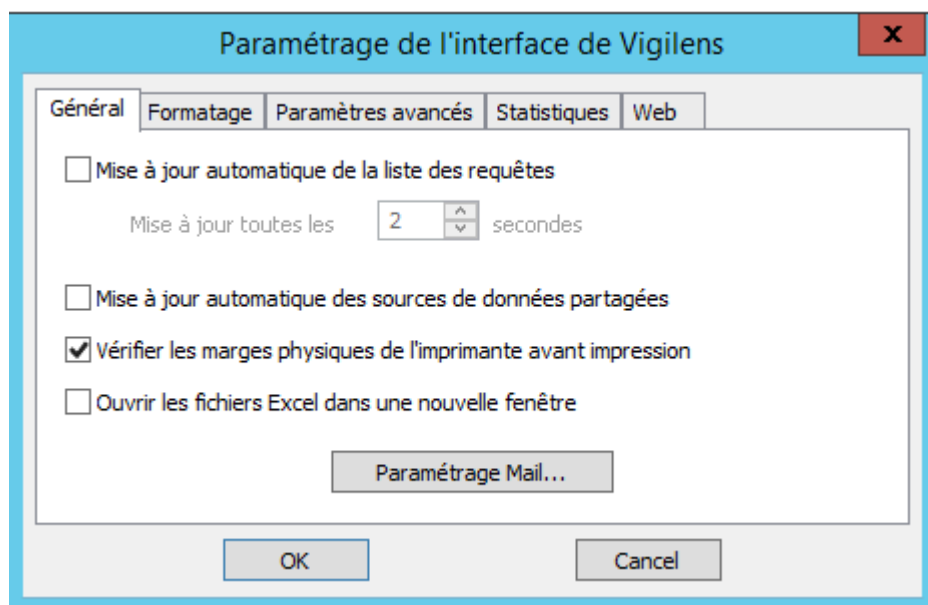 Paramétrage de l'interface de Vigilens
x
Général Formatage Paramètres avancés Statistiques Web
Mise à jour automatique de la liste des requêtes
Mise à jour toutes les 2 secondes
Mise à jour automatique des sources de données partagées
Vérifier les marges physiques de l'imprimante avant impression
Ouvrir les fichiers Excel dans une nouvelle fenêtre
Paramétrage Mail...
OK Cancel